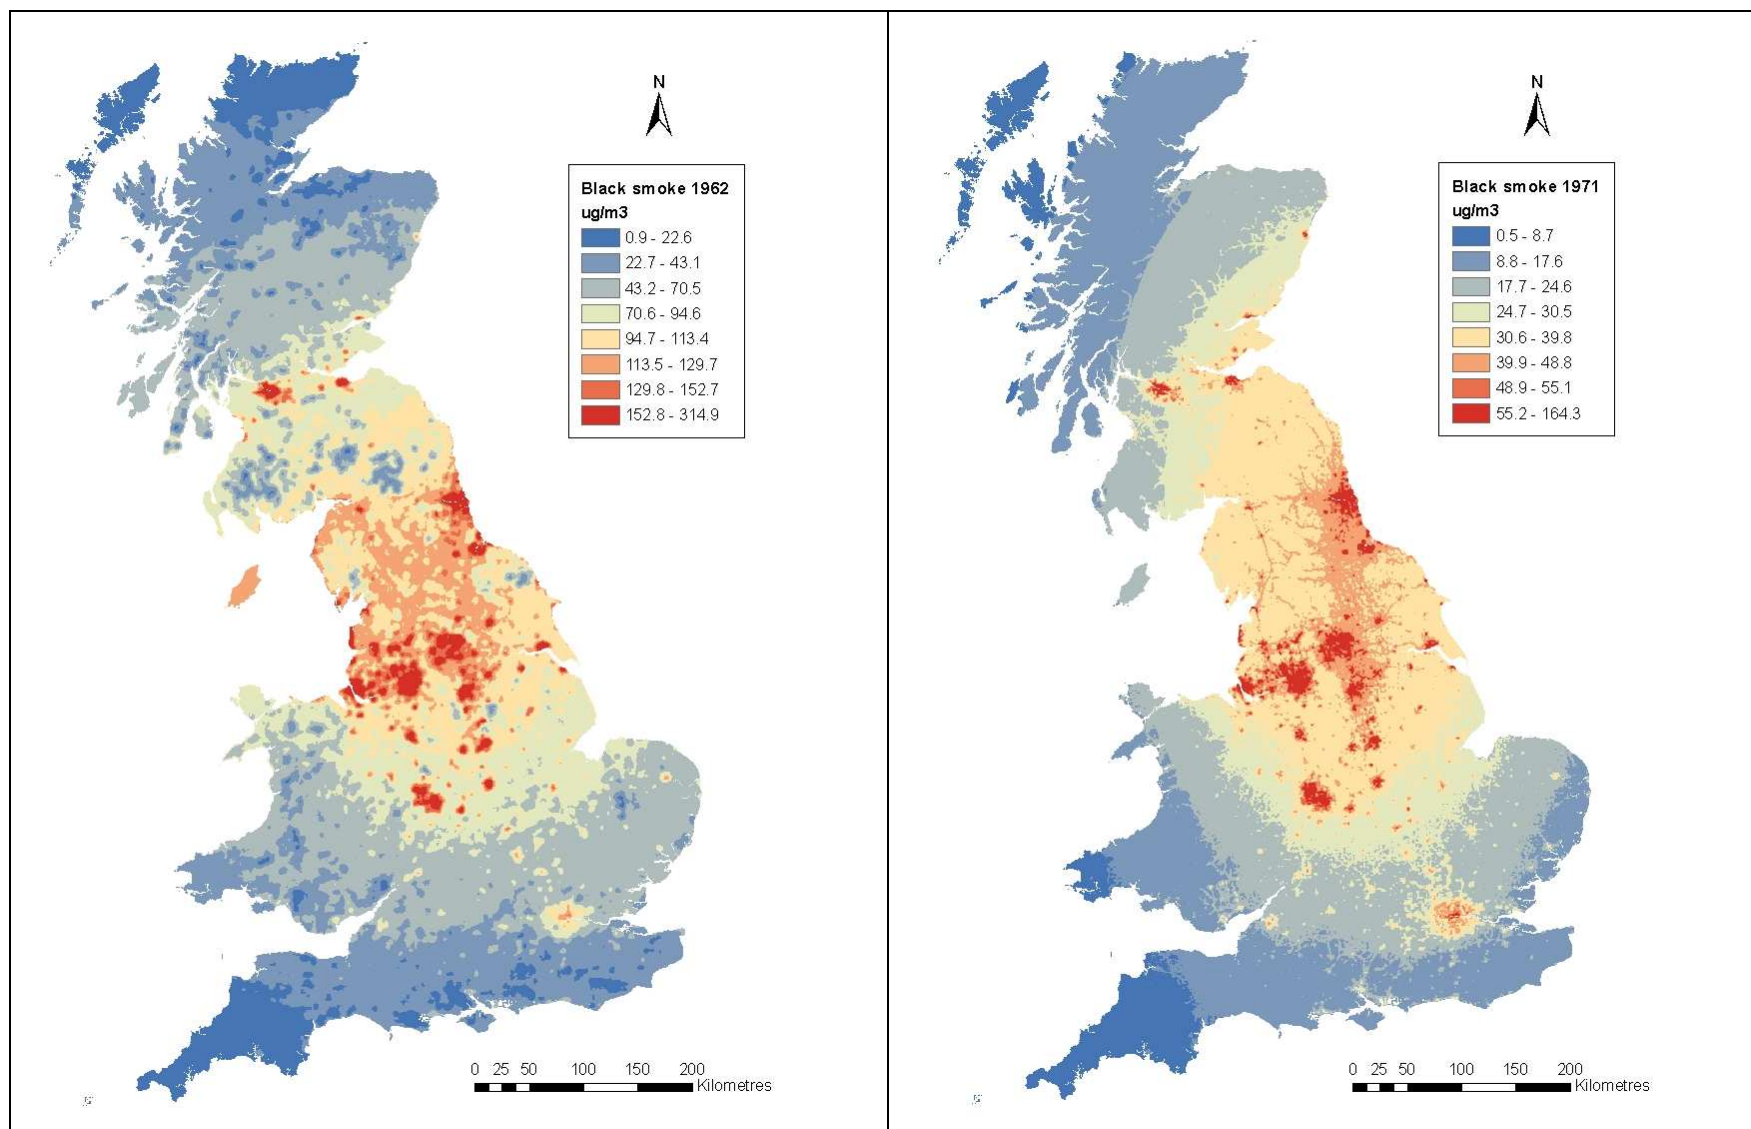 N
Black smoke 1962
ug/m3
0.9 - 22.6
22.7 - 43.1
43.2 - 70.5
70.6 - 94.6
94.7 - 113.4
113.5 - 129.7
129.8 - 152.7
152.8 - 314.9
0 25 50 100 150 200
Kilometres
N
Black smoke 1971
ug/m3
0.5 - 8.7
8.8 - 17.6
17.7 - 24.6
24.7 - 30.5
30.6 - 39.8
39.9 - 48.8
48.9 - 55.1
55.2 - 164.3
0 25 50 100 150 200
Kilometres